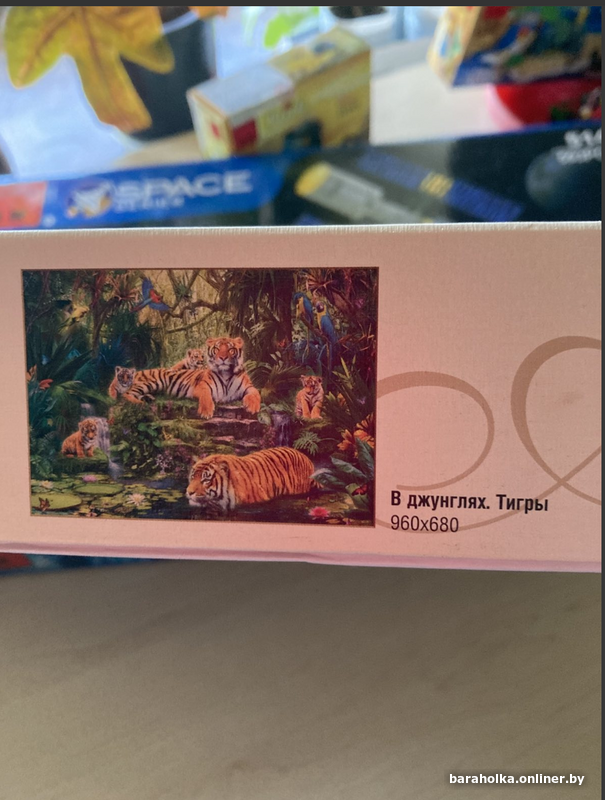 SPACE
В джунглях. Тигры
960x680
baraholka.onliner.by